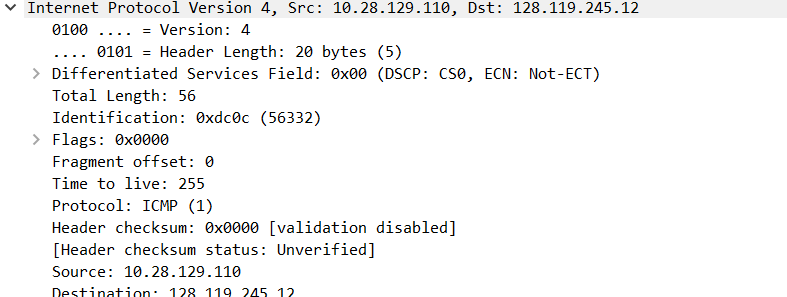 Internet Protocol Version 4, Src: 10.28.129.110, Dst: 128.119.245.12
0100 .... = Version: 4
.... 0101 = Header Length: 20 bytes (5)
Differentiated Services Field: 0x00 (DSCP: CS0, ECN: Not-ECT)
Total Length: 56
Identification: 0xdc0c (56332)
Flags: 0x0000
Fragment offset: 0
Time to live: 255
Protocol: ICMP (1)
Header checksum: 0x0000 [validation disabled]
[Header checksum status: Unverified]
Source: 10.28.129.110
Destination: 128.119.245.12